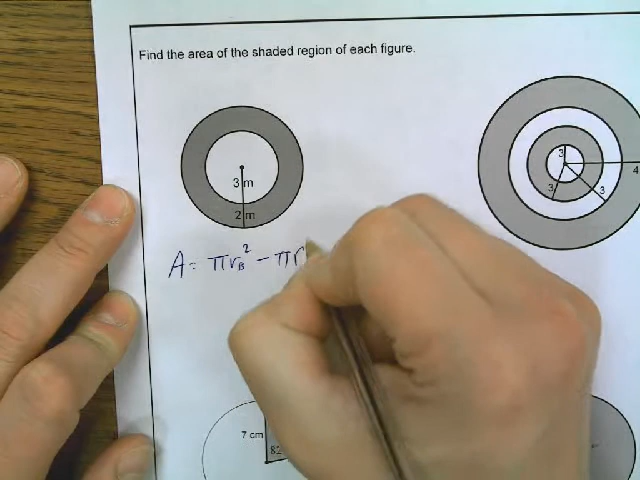 Find the area of the shaded region of each figure.
3 m
2 m
3
3
3
4
A = πr_B² − πr
7 cm
82